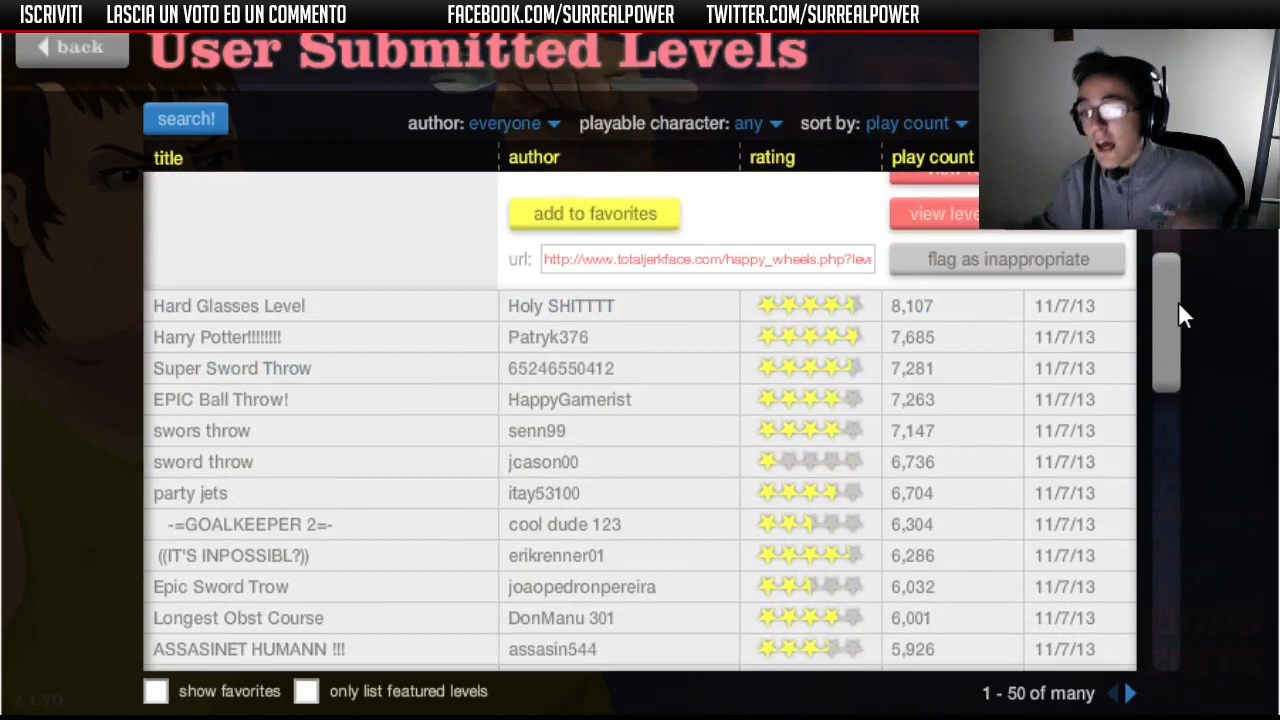 ISCRIVITI LASCIA UN VOTO ED UN COMMENTO FACEBOOK.COM/SURREALPOWER TWITTER.COM/SURREALPOWER
back User Submitted Levels
search! author: everyone playable character: any sort by: play count
title author rating play count
add to favorites view leve
url: http://www.totaljerkface.com/happy_wheels.php?leve flag as inappropriate
Hard Glasses Level Holy SHITTTT 8,107 11/7/13
Harry Potter!!!!!!!! Patryk376 7,685 11/7/13
Super Sword Throw 65246550412 7,281 11/7/13
EPIC Ball Throw! HappyGamerist 7,263 11/7/13
swors throw senn99 7,147 11/7/13
sword throw jcason00 6,736 11/7/13
party jets itay53100 6,704 11/7/13
-=GOALKEEPER 2=- cool dude 123 6,304 11/7/13
((IT'S INPOSSIBL?)) erikrenner01 6,286 11/7/13
Epic Sword Trow joaopedronpereira 6,032 11/7/13
Longest Obst Course DonManu 301 6,001 11/7/13
ASSASINET HUMANN !!! assasin544 5,926 11/7/13
show favorites only list featured levels 1 - 50 of many
v 1.70